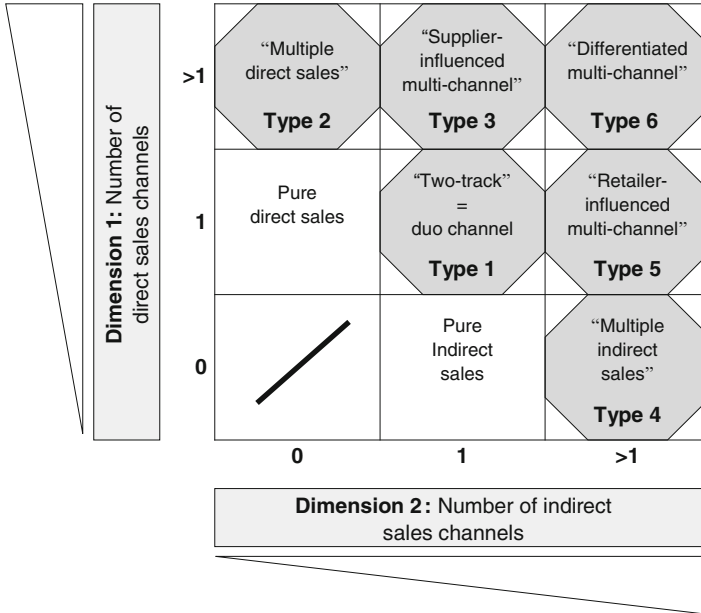 Dimension 1: Number of
direct sales channels
>1
“Multiple
direct sales”
Type 2
“Supplier-
influenced
multi-channel”
Type 3
“Differentiated
multi-channel”
Type 6
1
Pure
direct sales
“Two-track”
=
duo channel
Type 1
“Retailer-
influenced
multi-channel”
Type 5
0
Pure
Indirect
sales
“Multiple
indirect
sales”
Type 4
0
1
>1
Dimension 2: Number of indirect
sales channels